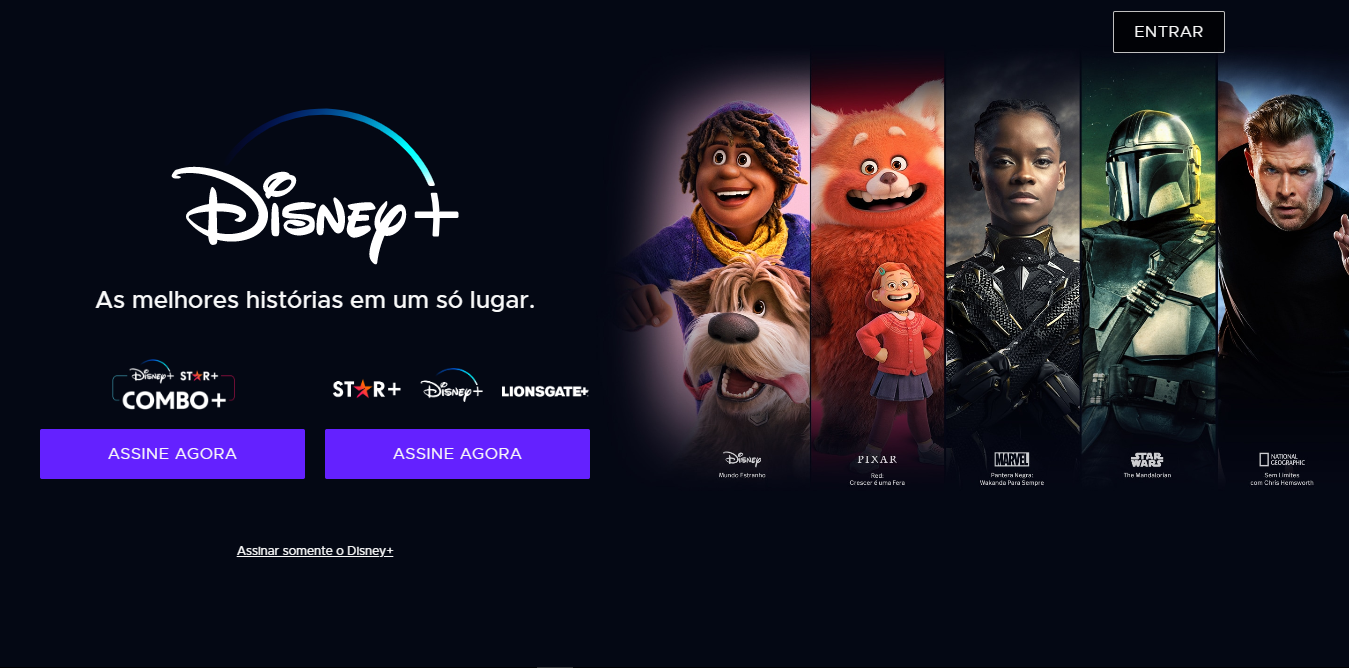 ENTRAR
Disney+
As melhores histórias em um só lugar.
Disney+ STAR+
COMBO+
STAR+ Disney+ LIONSGATE+
ASSINE AGORA
ASSINE AGORA
Assinar somente o Disney+
Disney
Mundo Estranho
PIXAR
Red:
Crescer é uma Fera
MARVEL
Pantera Negra:
Wakanda Para Sempre
STAR
WARS
The Mandalorian
NATIONAL
GEOGRAPHIC
Sem Limites
com Chris Hemsworth